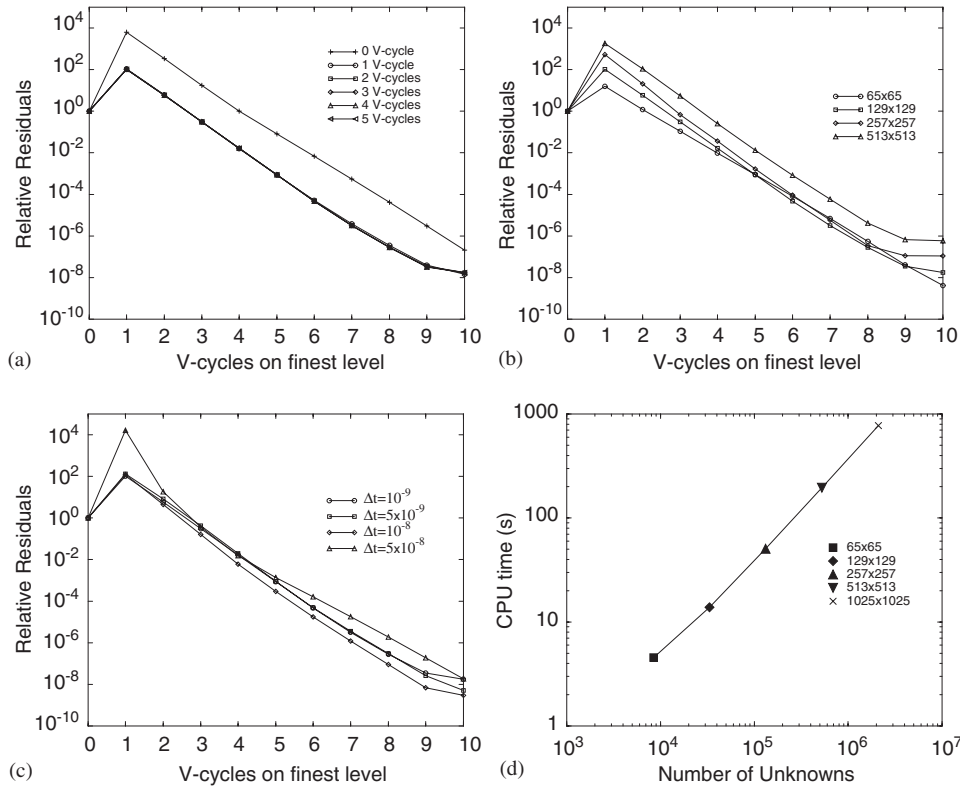 10^4
10^2
10^0
10^-2
10^-4
10^-6
10^-8
10^-10
Relative Residuals
0 V-cycle
1 V-cycle
2 V-cycles
3 V-cycles
4 V-cycles
5 V-cycles
0 1 2 3 4 5 6 7 8 9 10
V-cycles on finest level
(a)
10^4
10^2
10^0
10^-2
10^-4
10^-6
10^-8
10^-10
Relative Residuals
65x65
129x129
257x257
513x513
0 1 2 3 4 5 6 7 8 9 10
V-cycles on finest level
(b)
10^4
10^2
10^0
10^-2
10^-4
10^-6
10^-8
10^-10
Relative Residuals
Δt=10^-9
Δt=5x10^-9
Δt=10^-8
Δt=5x10^-8
0 1 2 3 4 5 6 7 8 9 10
V-cycles on finest level
(c)
1000
100
10
1
CPU time (s)
65x65
129x129
257x257
513x513
1025x1025
10^3 10^4 10^5 10^6 10^7
Number of Unknowns
(d)